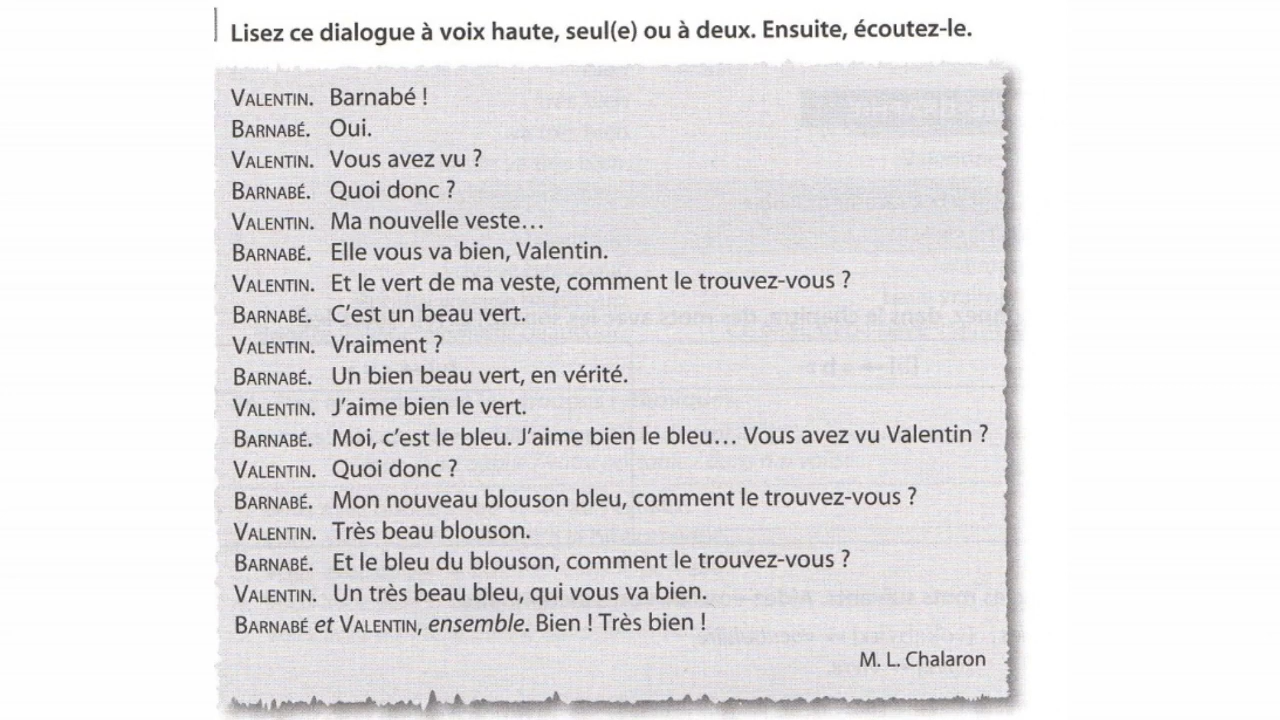 Lisez ce dialogue à voix haute, seul(e) ou à deux. Ensuite, écoutez-le.
VALENTIN. Barnabé !
BARNABÉ. Oui.
VALENTIN. Vous avez vu ?
BARNABÉ. Quoi donc ?
VALENTIN. Ma nouvelle veste…
BARNABÉ. Elle vous va bien, Valentin.
VALENTIN. Et le vert de ma veste, comment le trouvez-vous ?
BARNABÉ. C'est un beau vert.
VALENTIN. Vraiment ?
BARNABÉ. Un bien beau vert, en vérité.
VALENTIN. J'aime bien le vert.
BARNABÉ. Moi, c'est le bleu. J'aime bien le bleu… Vous avez vu Valentin ?
VALENTIN. Quoi donc ?
BARNABÉ. Mon nouveau blouson bleu, comment le trouvez-vous ?
VALENTIN. Très beau blouson.
BARNABÉ. Et le bleu du blouson, comment le trouvez-vous ?
VALENTIN. Un très beau bleu, qui vous va bien.
BARNABÉ et VALENTIN, ensemble. Bien ! Très bien !
M. L. Chalaron